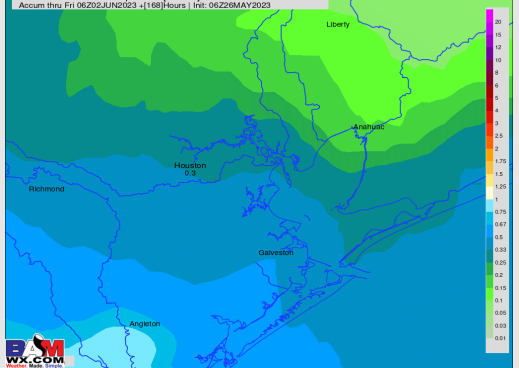 Accum thru Fri 06Z02JUN2023 +[168]Hours | Init: 06Z26MAY2023
Liberty
Anahuac
Houston
0.3
Richmond
Galveston
Angleton
20
15
12
10
8
6
5
4
3
2.5
2
1.75
1.5
1.25
1
0.75
0.67
0.5
0.33
0.25
0.2
0.15
0.1
0.05
0.03
0.01
BAM
WX.COM
Weather. Made. Simple.